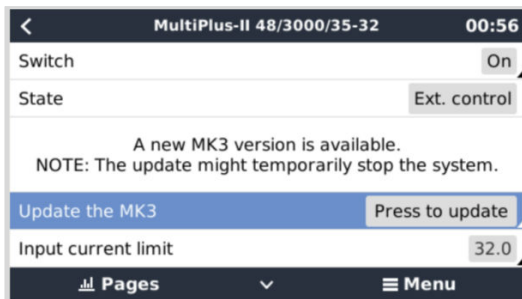 MultiPlus-II 48/3000/35-32 00:56
Switch On
State Ext. control
A new MK3 version is available.
NOTE: The update might temporarily stop the system.
Update the MK3 Press to update
Input current limit 32.0
Pages Menu